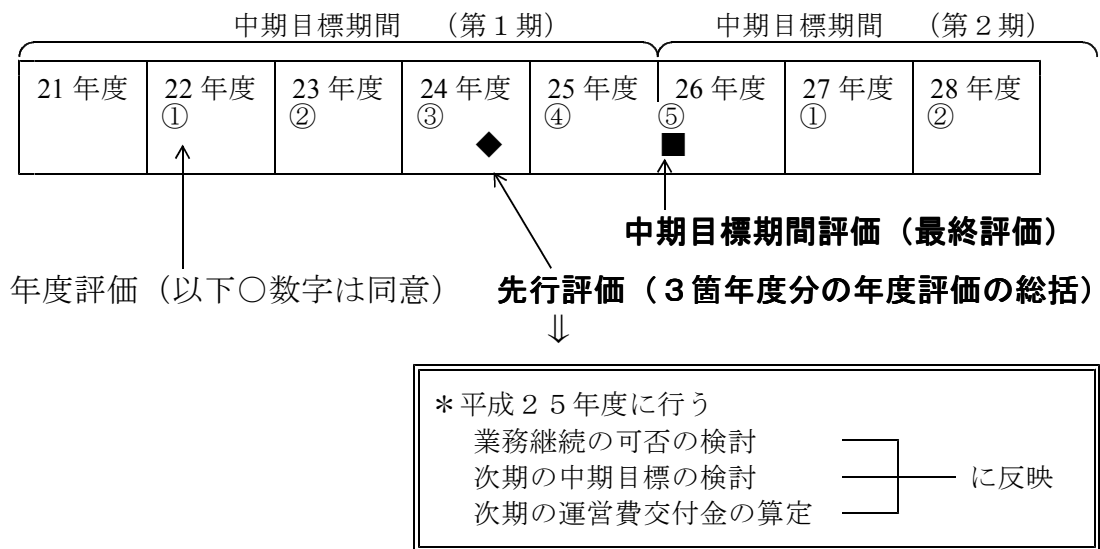 中期目標期間　（第１期）　中期目標期間　（第２期）
21 年度　22 年度　23 年度　24 年度　25 年度　26 年度　27 年度　28 年度
①　②　③　④　⑤　①　②
◆　■
中期目標期間評価（最終評価）
年度評価（以下○数字は同意）　先行評価（３箇年度分の年度評価の総括）
⇓
＊平成２５年度に行う
業務継続の可否の検討
次期の中期目標の検討　に反映
次期の運営費交付金の算定